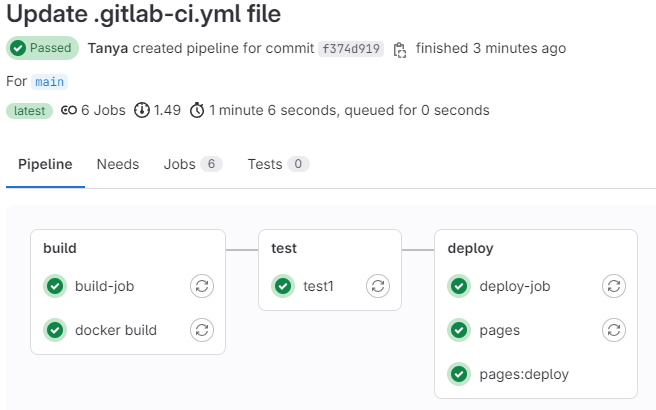 Update .gitlab-ci.yml file
Passed Tanya created pipeline for commit f374d919 finished 3 minutes ago
For main
latest 6 Jobs 1.49 1 minute 6 seconds, queued for 0 seconds
Pipeline Needs Jobs 6 Tests 0
build
build-job
docker build
test
test1
deploy
deploy-job
pages
pages:deploy